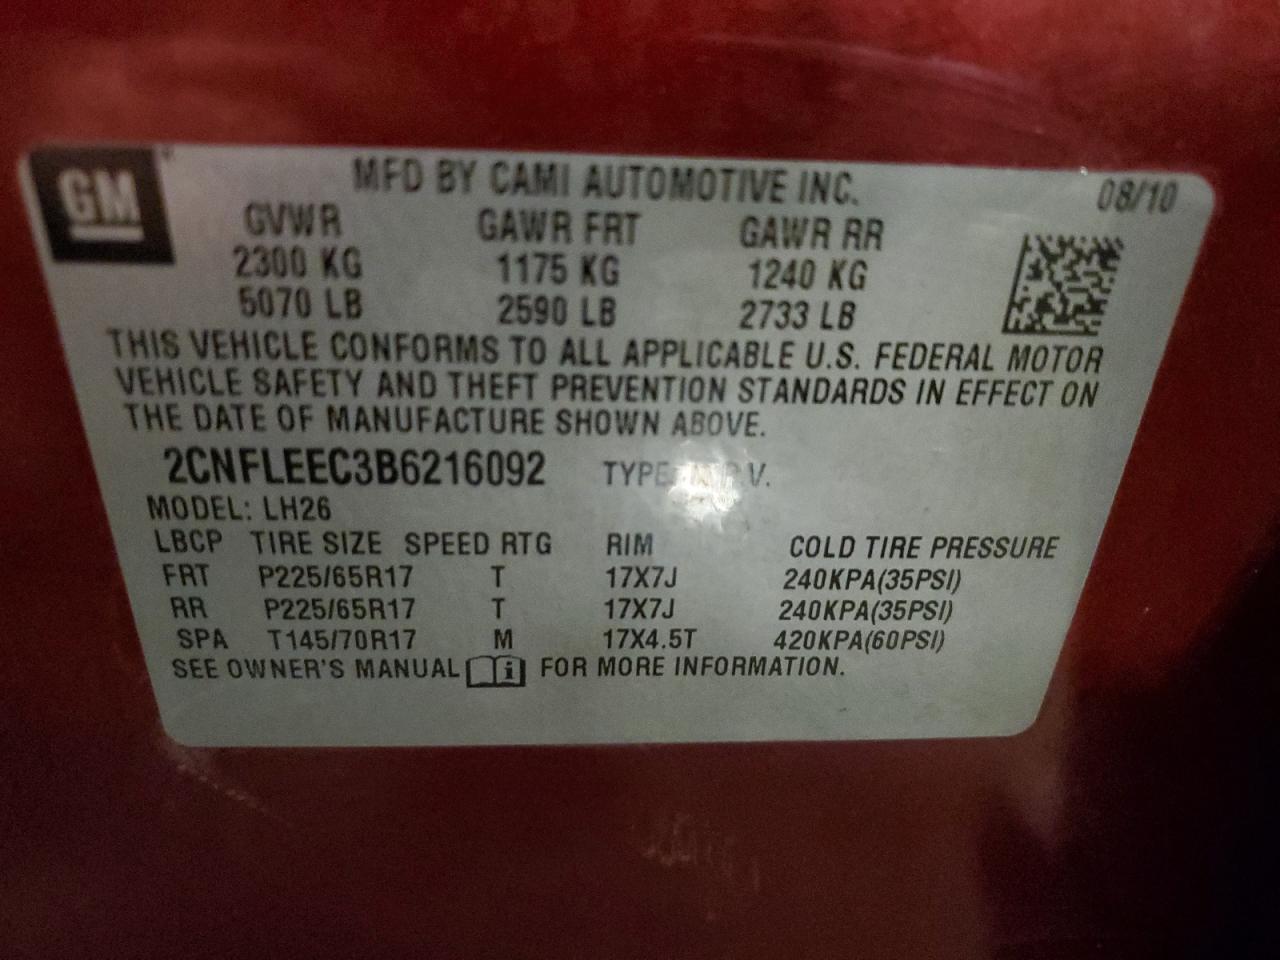 GM
MFD BY CAMI AUTOMOTIVE INC. 08/10
GVWR GAWR FRT GAWR RR
2300 KG 1175 KG 1240 KG
5070 LB 2590 LB 2733 LB
THIS VEHICLE CONFORMS TO ALL APPLICABLE U.S. FEDERAL MOTOR
VEHICLE SAFETY AND THEFT PREVENTION STANDARDS IN EFFECT ON
THE DATE OF MANUFACTURE SHOWN ABOVE.
2CNFLEEC3B6216092 TYPE: M.P.V.
MODEL: LH26
LBCP TIRE SIZE SPEED RTG RIM COLD TIRE PRESSURE
FRT P225/65R17 T 17X7J 240KPA(35PSI)
RR P225/65R17 T 17X7J 240KPA(35PSI)
SPA T145/70R17 M 17X4.5T 420KPA(60PSI)
SEE OWNER'S MANUAL i FOR MORE INFORMATION.